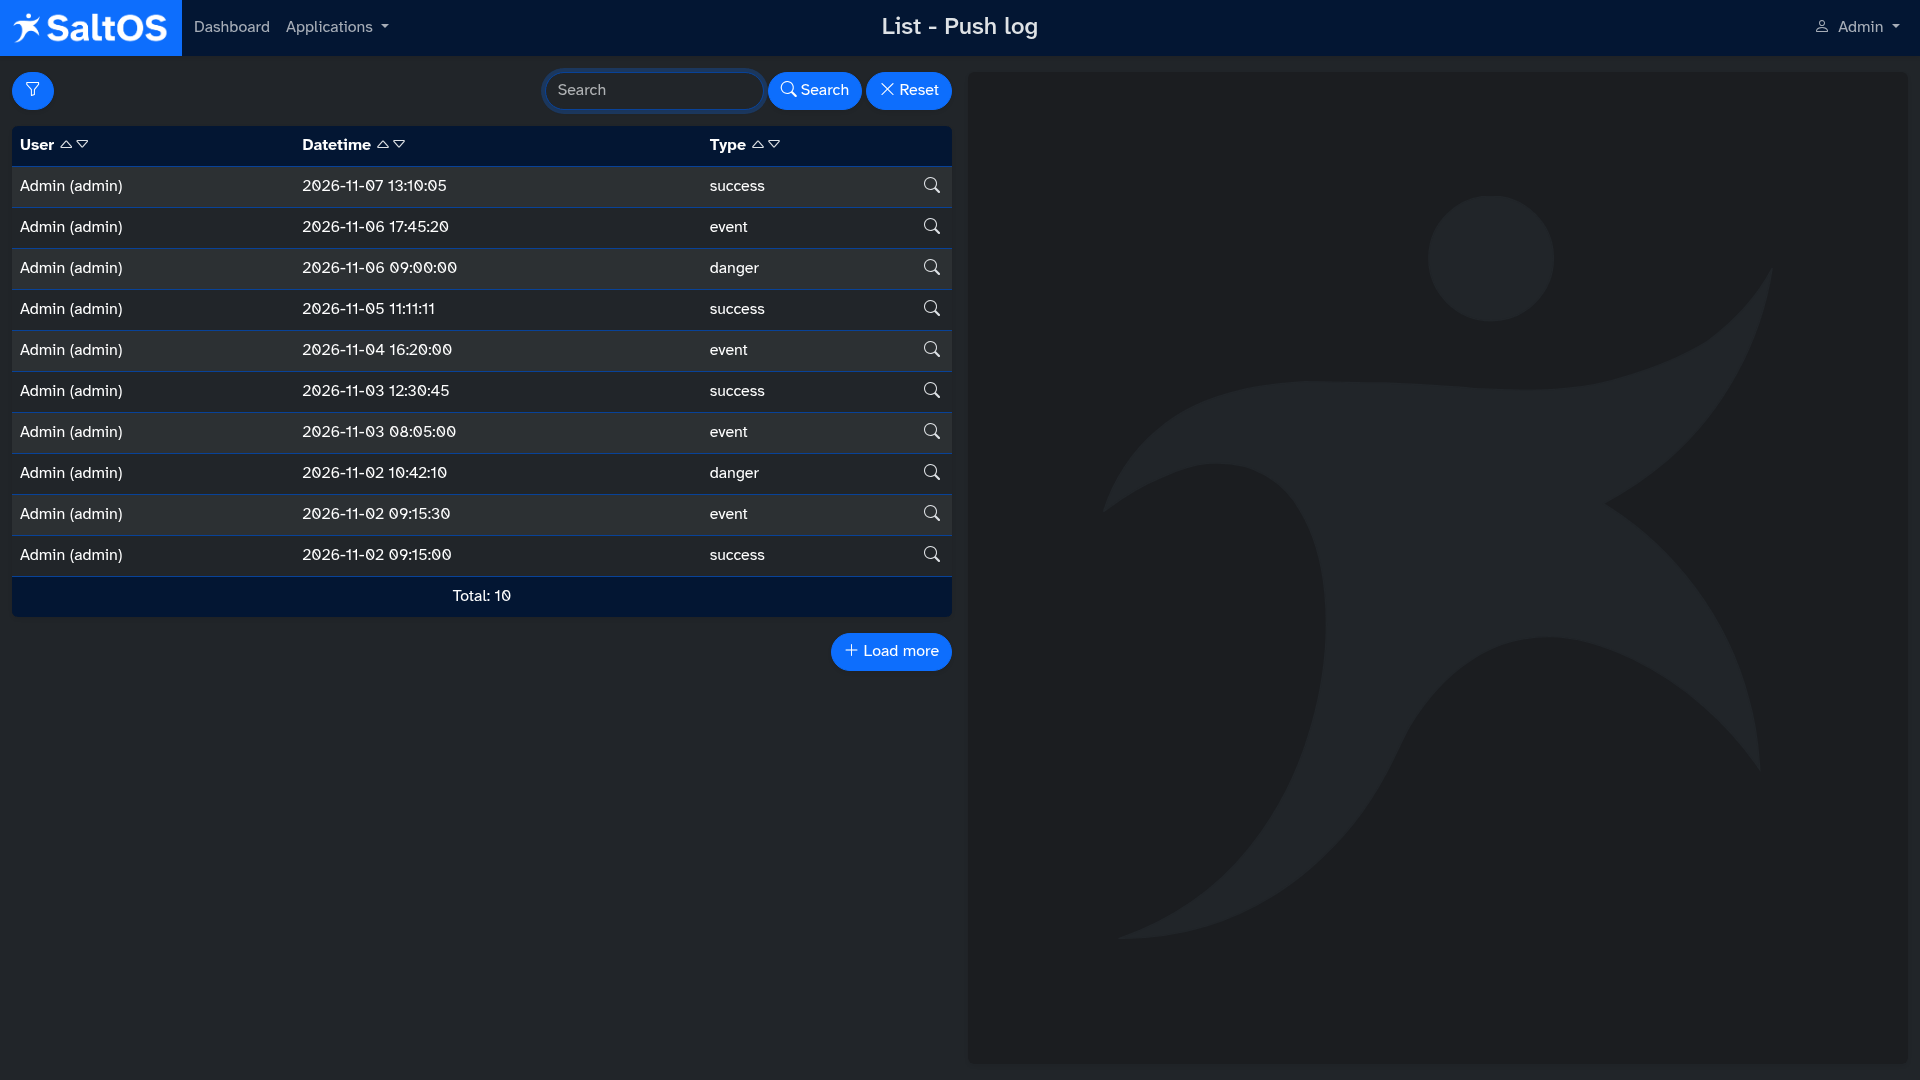 SaltOS Dashboard Applications List - Push log Admin
Search Search Reset
User Datetime Type
Admin (admin) 2026-11-07 13:10:05 success
Admin (admin) 2026-11-06 17:45:20 event
Admin (admin) 2026-11-06 09:00:00 danger
Admin (admin) 2026-11-05 11:11:11 success
Admin (admin) 2026-11-04 16:20:00 event
Admin (admin) 2026-11-03 12:30:45 success
Admin (admin) 2026-11-03 08:05:00 event
Admin (admin) 2026-11-02 10:42:10 danger
Admin (admin) 2026-11-02 09:15:30 event
Admin (admin) 2026-11-02 09:15:00 success
Total: 10
Load more